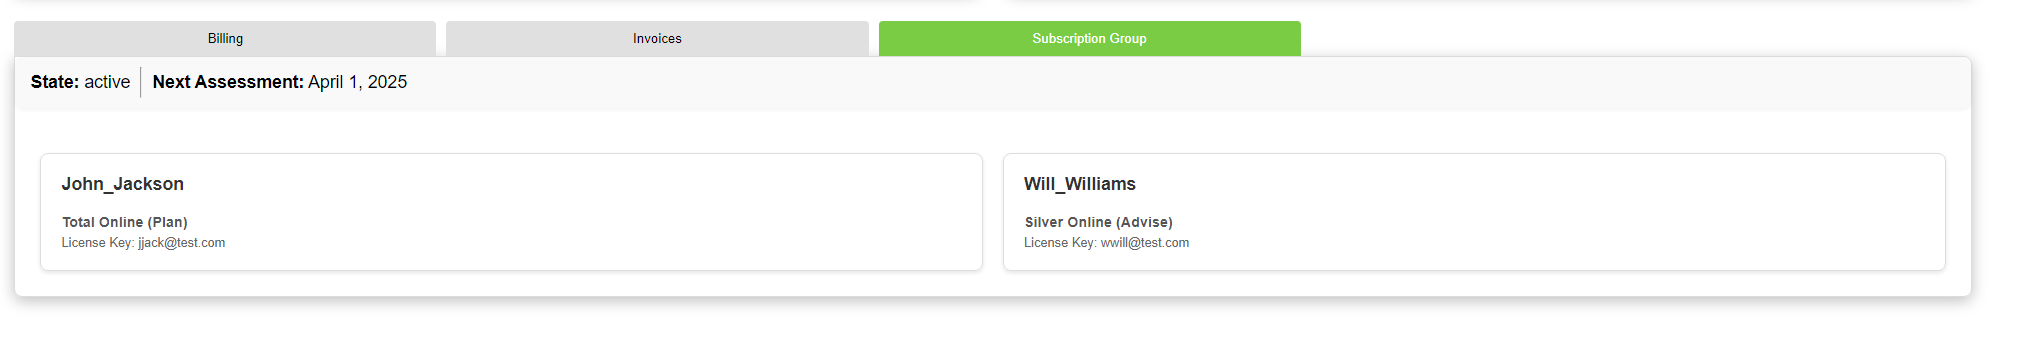 Billing
Invoices
Subscription Group
State: active
Next Assessment: April 1, 2025
John_Jackson
Total Online (Plan)
License Key: jjack@test.com
Will_Williams
Silver Online (Advise)
License Key: wwill@test.com